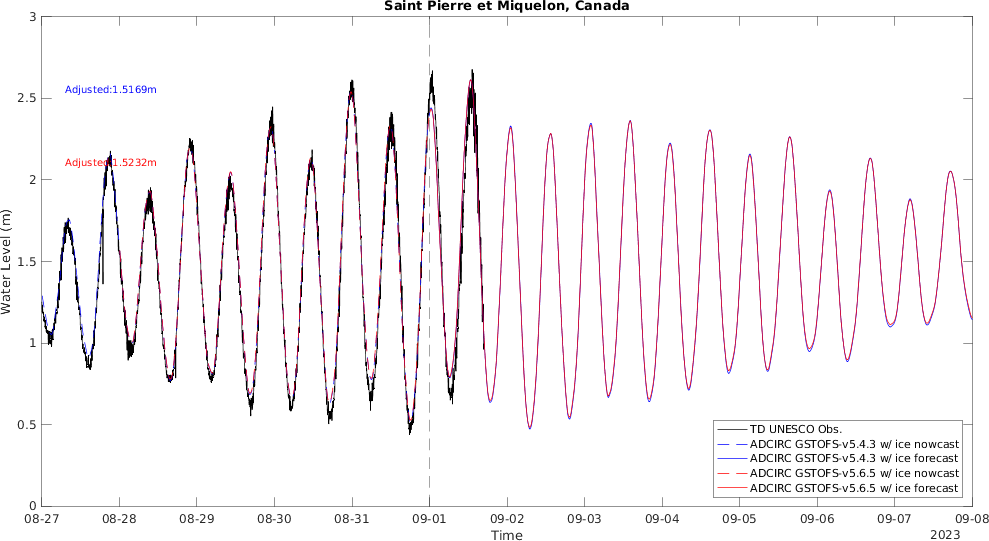 Saint Pierre et Miquelon, Canada
3
2.5
2
1.5
1
0.5
0
Water Level (m)
Adjusted:1.5169m
Adjusted:1.5232m
TD UNESCO Obs.
ADCIRC GSTOFS-v5.4.3 w/ ice nowcast
ADCIRC GSTOFS-v5.4.3 w/ ice forecast
ADCIRC GSTOFS-v5.6.5 w/ ice nowcast
ADCIRC GSTOFS-v5.6.5 w/ ice forecast
08-27 08-28 08-29 08-30 08-31 09-01 09-02 09-03 09-04 09-05 09-06 09-07 09-08
Time
2023